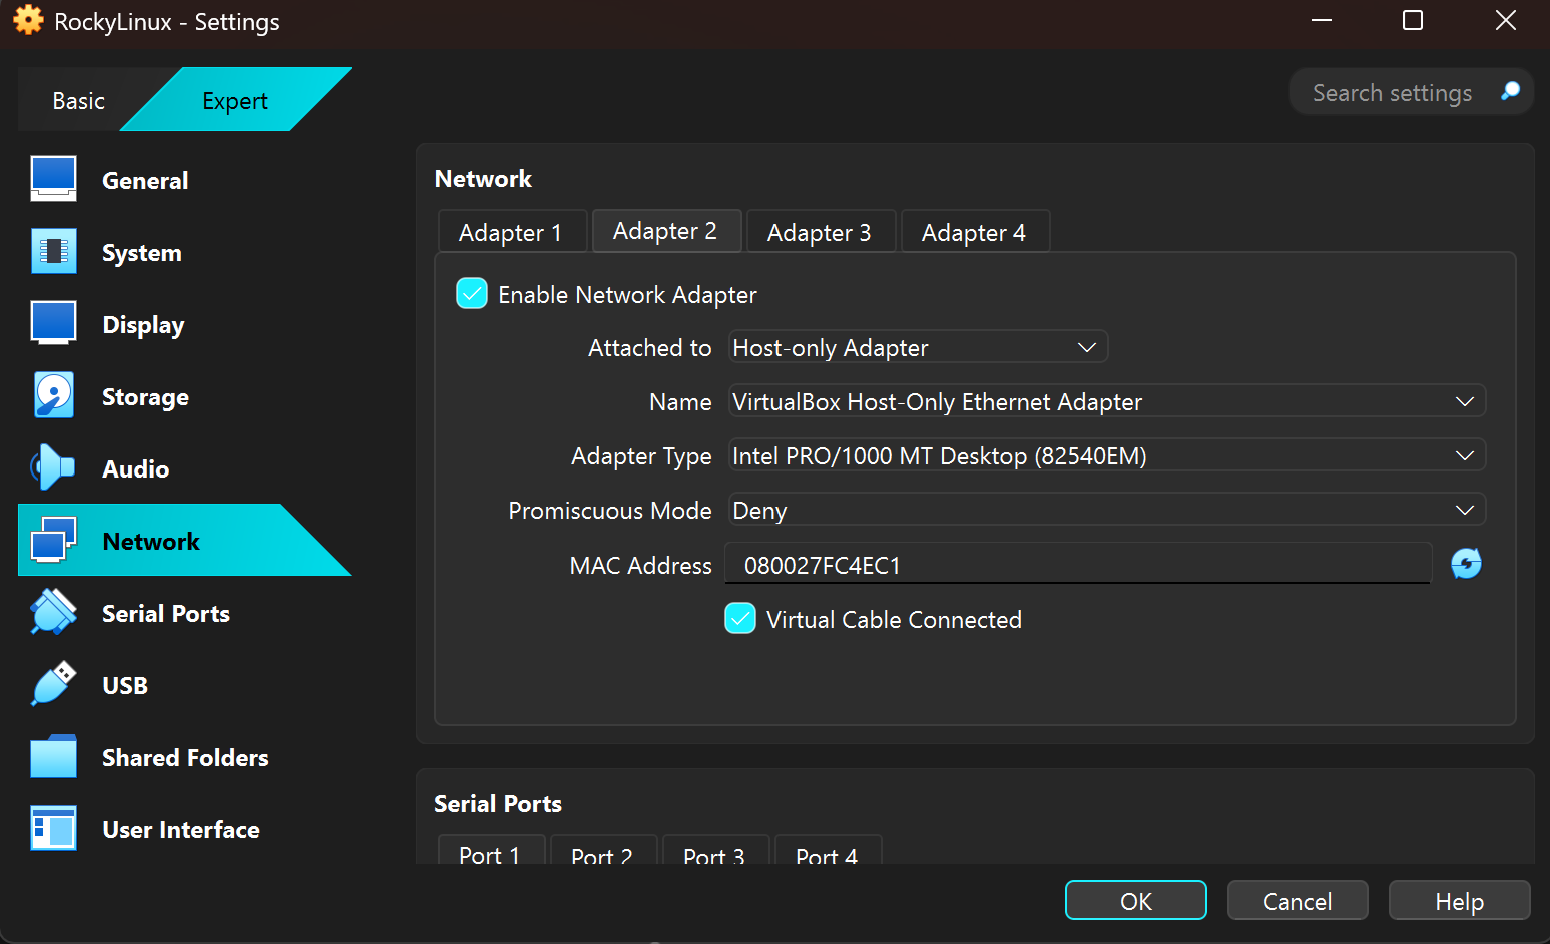 RockyLinux - Settings
Basic
Expert
Search settings
General
System
Display
Storage
Audio
Network
Serial Ports
USB
Shared Folders
User Interface
Network
Adapter 1
Adapter 2
Adapter 3
Adapter 4
Enable Network Adapter
Attached to Host-only Adapter
Name VirtualBox Host-Only Ethernet Adapter
Adapter Type Intel PRO/1000 MT Desktop (82540EM)
Promiscuous Mode Deny
MAC Address 080027FC4EC1
Virtual Cable Connected
Serial Ports
Port 1
Port 2
Port 3
Port 4
OK
Cancel
Help